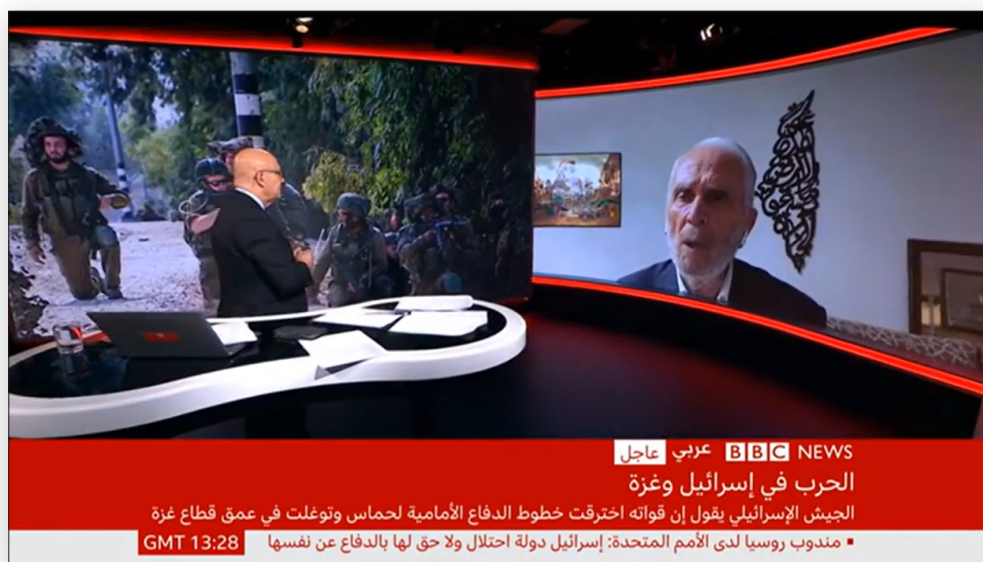 BBC NEWS عربي عاجل
الحرب في إسرائيل وغزة
الجيش الإسرائيلي يقول إن قواته اخترقت خطوط الدفاع الأمامية لحماس وتوغلت في عمق قطاع غزة
▪ مندوب روسيا لدى الأمم المتحدة: إسرائيل دولة احتلال ولا حق لها بالدفاع عن نفسها
GMT 13:28